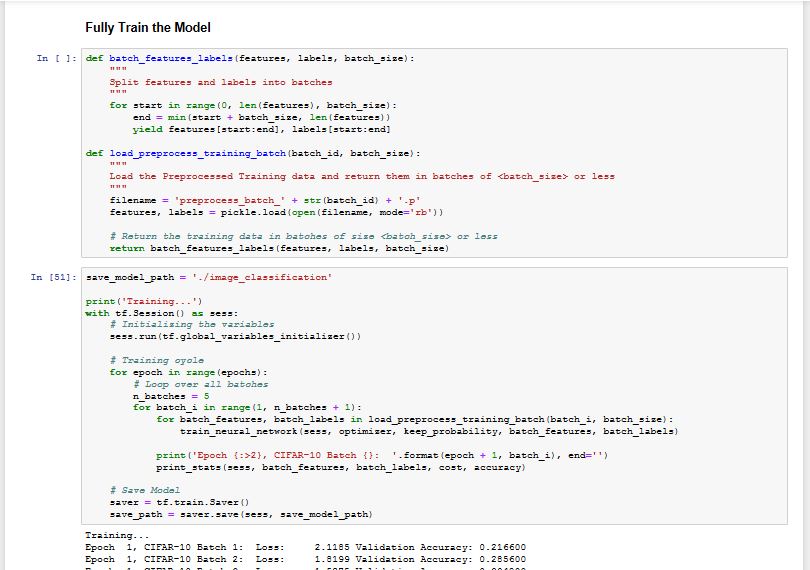 Fully Train the Model
In [ ]:
def batch_features_labels(features, labels, batch_size):
    """
    Split features and labels into batches
    """
    for start in range(0, len(features), batch_size):
        end = min(start + batch_size, len(features))
        yield features[start:end], labels[start:end]
def load_preprocess_training_batch(batch_id, batch_size):
    """
    Load the Preprocessed Training data and return them in batches of <batch_size> or less
    """
    filename = 'preprocess_batch_' + str(batch_id) + '.p'
    features, labels = pickle.load(open(filename, mode='rb'))
    # Return the training data in batches of size <batch_size> or less
    return batch_features_labels(features, labels, batch_size)
In [51]:
save_model_path = './image_classification'
print('Training...')
with tf.Session() as sess:
    # Initializing the variables
    sess.run(tf.global_variables_initializer())
    # Training cycle
    for epoch in range(epochs):
        # Loop over all batches
        n_batches = 5
        for batch_i in range(1, n_batches + 1):
            for batch_features, batch_labels in load_preprocess_training_batch(batch_i, batch_size):
                train_neural_network(sess, optimizer, keep_probability, batch_features, batch_labels)
            print('Epoch {:>2}, CIFAR-10 Batch {}:  '.format(epoch + 1, batch_i), end='')
            print_stats(sess, batch_features, batch_labels, cost, accuracy)
    # Save Model
    saver = tf.train.Saver()
    save_path = saver.save(sess, save_model_path)
Training...
Epoch  1, CIFAR-10 Batch 1:  Loss:     2.1185 Validation Accuracy: 0.216600
Epoch  1, CIFAR-10 Batch 2:  Loss:     1.8199 Validation Accuracy: 0.285600